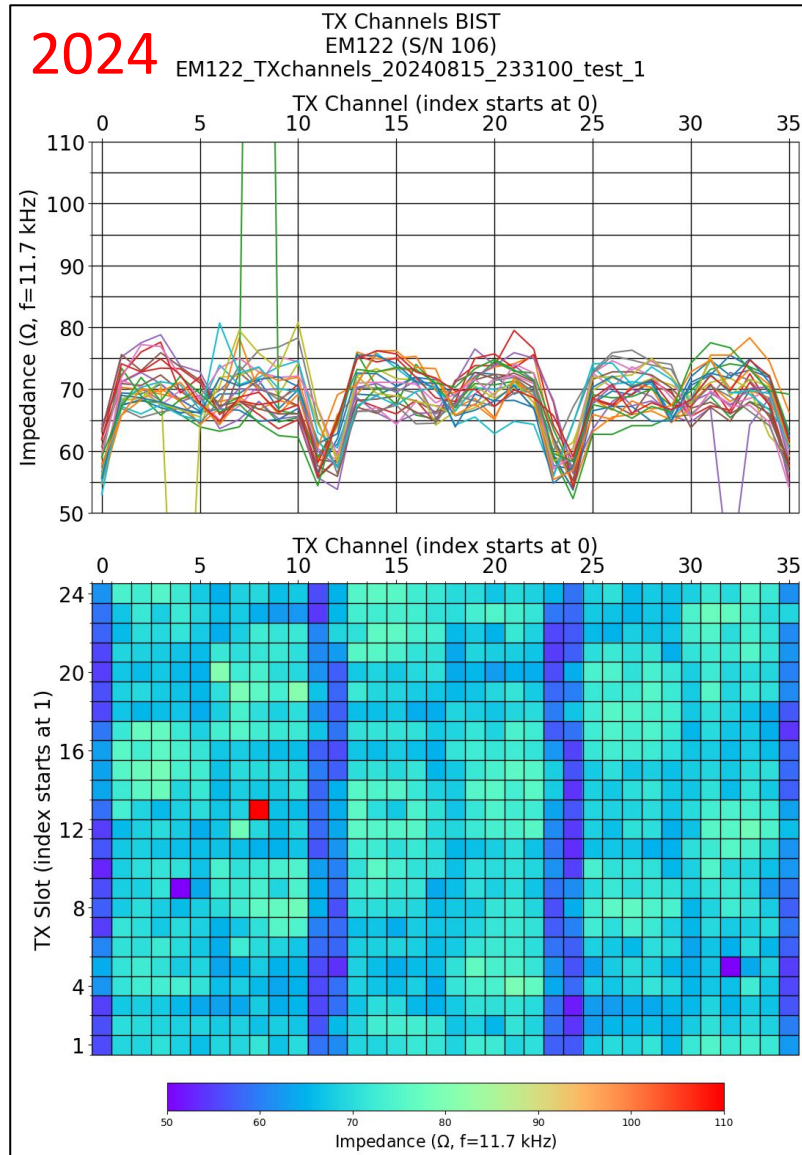 2024
TX Channels BIST
EM122 (S/N 106)
EM122_TXchannels_20240815_233100_test_1
TX Channel (index starts at 0)
0 5 10 15 20 25 30 35
110
100
90
80
70
60
50
Impedance (Ω, f=11.7 kHz)
TX Channel (index starts at 0)
0 5 10 15 20 25 30 35
24
20
16
12
8
4
1
TX Slot (index starts at 1)
50 60 70 80 90 100 110
Impedance (Ω, f=11.7 kHz)